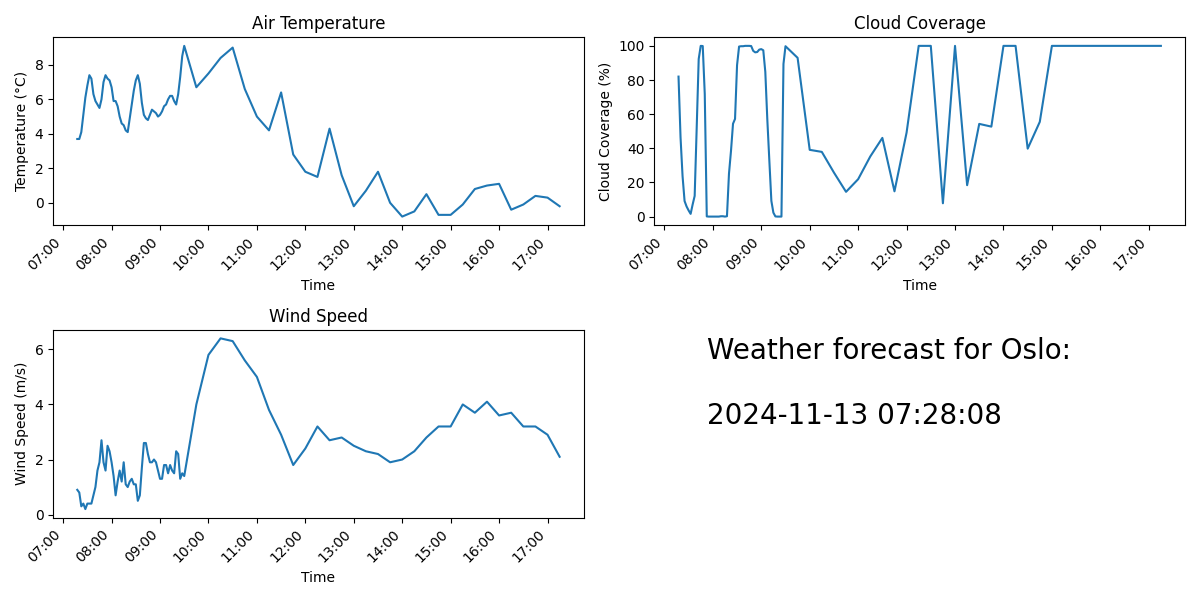 Air Temperature
Temperature (°C)
8
6
4
2
0
07:00 08:00 09:00 10:00 11:00 12:00 13:00 14:00 15:00 16:00 17:00
Time
Cloud Coverage
Cloud Coverage (%)
100
80
60
40
20
0
07:00 08:00 09:00 10:00 11:00 12:00 13:00 14:00 15:00 16:00 17:00
Time
Wind Speed
Wind Speed (m/s)
6
4
2
0
07:00 08:00 09:00 10:00 11:00 12:00 13:00 14:00 15:00 16:00 17:00
Time
Weather forecast for Oslo:
2024-11-13 07:28:08